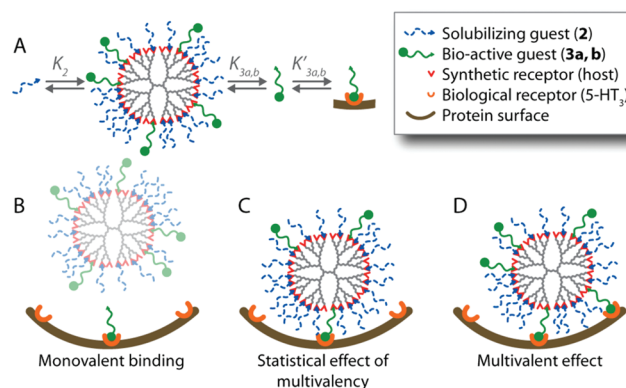 A
K2
K3a,b
K'3a,b
Solubilizing guest (2)
Bio-active guest (3a, b)
Synthetic receptor (host)
Biological receptor (5-HT3)
Protein surface
B
C
D
Monovalent binding
Statistical effect of
multivalency
Multivalent effect